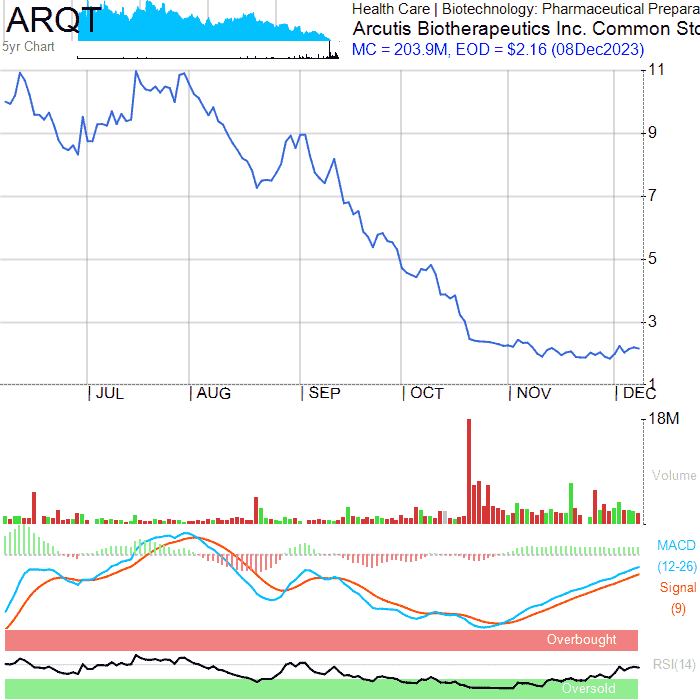 ARQT
5yr Chart
Health Care | Biotechnology: Pharmaceutical Prepara
Arcutis Biotherapeutics Inc. Common Sto
MC = 203.9M, EOD = $2.16 (08Dec2023)
11
9
7
5
3
1
| JUL | AUG | SEP | OCT | NOV | DEC
18M
Volume
MACD
(12-26)
Signal
(9)
Overbought
RSI(14)
Oversold